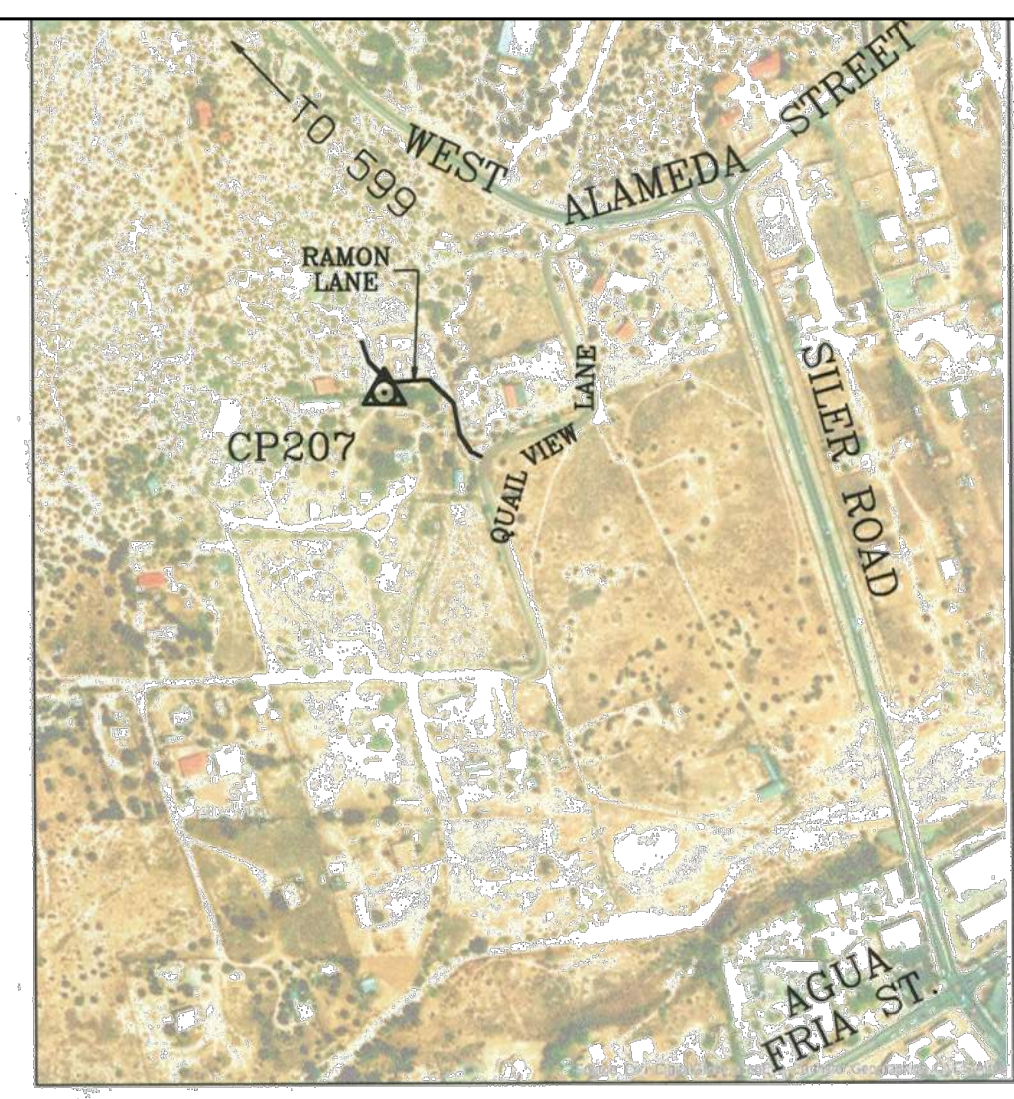 TO 599
WEST ALAMEDA STREET
RAMON
LANE
CP207
QUAIL VIEW LANE
SILER ROAD
AGUA
FRIA ST.